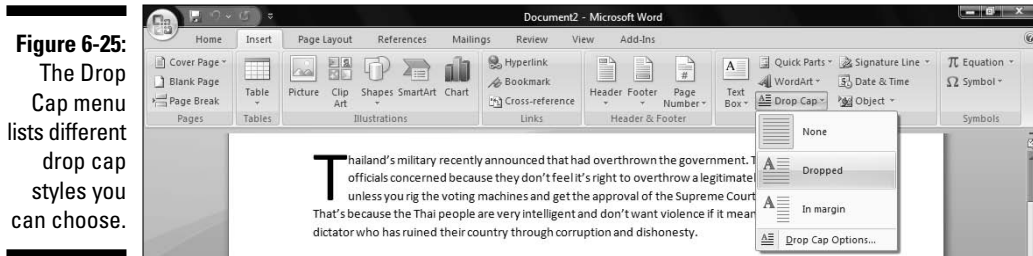 Figure 6-25:
The Drop
Cap menu
lists different
drop cap
styles you
can choose.
Document2 - Microsoft Word
Home Insert Page Layout References Mailings Review View Add-Ins
Cover Page
Blank Page
Page Break
Pages
Table
Tables
Picture Clip Art Shapes SmartArt Chart
Illustrations
Hyperlink
Bookmark
Cross-reference
Links
Header Footer Page Number
Header & Footer
Text Box
Quick Parts
WordArt
Drop Cap
Signature Line
Date & Time
Object
Equation
Symbol
Symbols
None
Dropped
In margin
Drop Cap Options...
Thailand's military recently announced that had overthrown the government. T
officials concerned because they don't feel it's right to overthrow a legitimate
unless you rig the voting machines and get the approval of the Supreme Court
That's because the Thai people are very intelligent and don't want violence if it mean
dictator who has ruined their country through corruption and dishonesty.